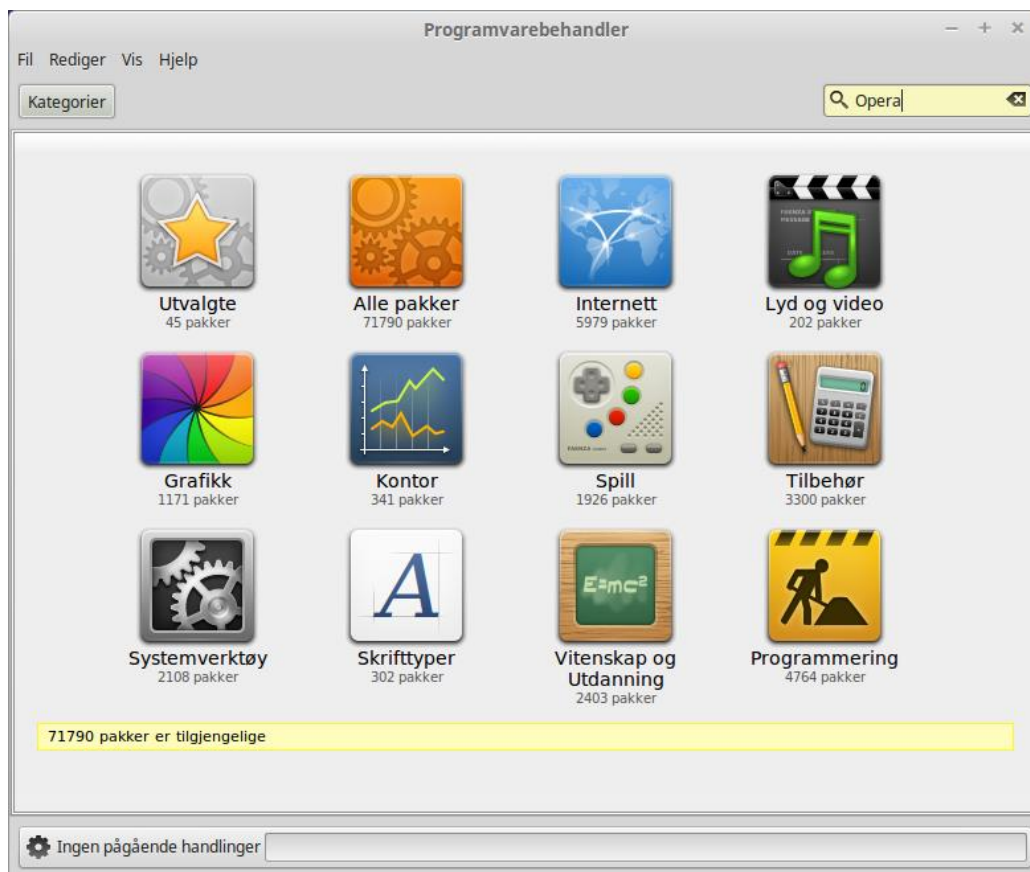 Programvarebehandler
Fil Rediger Vis Hjelp
Kategorier
Opera
Utvalgte
45 pakker
Alle pakker
71790 pakker
Internett
5979 pakker
Lyd og video
202 pakker
Grafikk
1171 pakker
Kontor
341 pakker
Spill
1926 pakker
Tilbehør
3300 pakker
Systemverktøy
2108 pakker
A
Skrifttyper
302 pakker
E=mc²
Vitenskap og
Utdanning
2403 pakker
Programmering
4764 pakker
71790 pakker er tilgjengelige
Ingen pågående handlinger